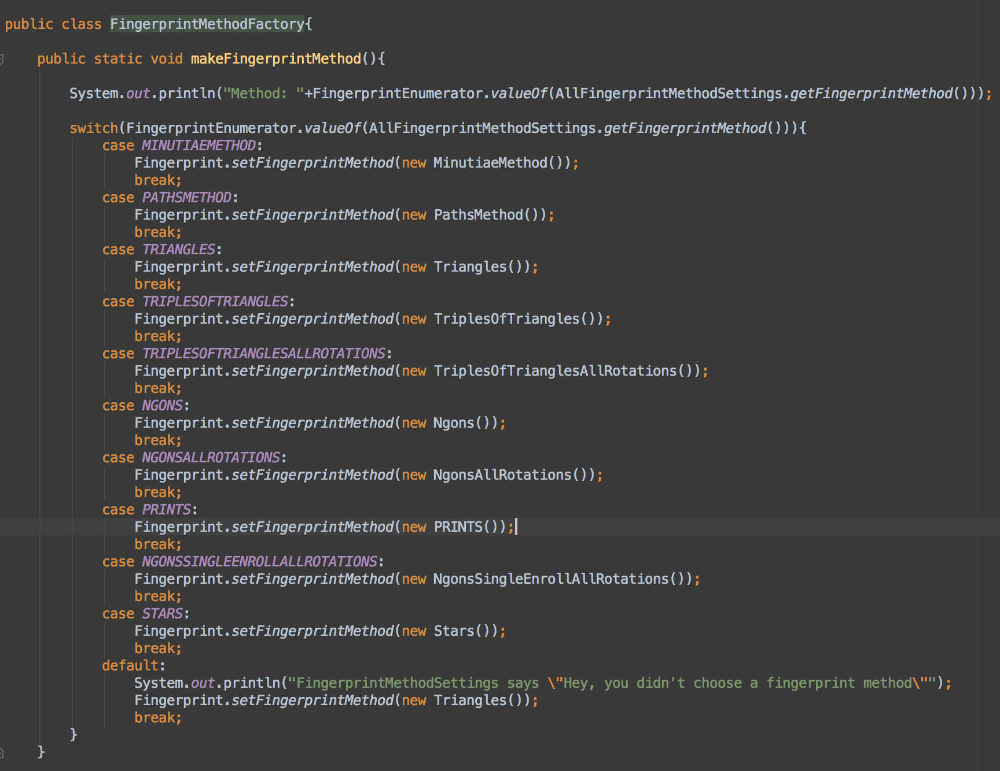 public class FingerprintMethodFactory{
public static void makeFingerprintMethod(){
System.out.println("Method: "+FingerprintEnumerator.valueOf(AllFingerprintMethodSettings.getFingerprintMethod()));
switch(FingerprintEnumerator.valueOf(AllFingerprintMethodSettings.getFingerprintMethod())){
case MINUTIAEMETHOD:
Fingerprint.setFingerprintMethod(new MinutiaeMethod());
break;
case PATHSMETHOD:
Fingerprint.setFingerprintMethod(new PathsMethod());
break;
case TRIANGLES:
Fingerprint.setFingerprintMethod(new Triangles());
break;
case TRIPLESOFTRIANGLES:
Fingerprint.setFingerprintMethod(new TriplesOfTriangles());
break;
case TRIPLESOFTRIANGLESALLROTATIONS:
Fingerprint.setFingerprintMethod(new TriplesOfTrianglesAllRotations());
break;
case NGONS:
Fingerprint.setFingerprintMethod(new Ngons());
break;
case NGONSALLROTATIONS:
Fingerprint.setFingerprintMethod(new NgonsAllRotations());
break;
case PRINTS:
Fingerprint.setFingerprintMethod(new PRINTS());
break;
case NGONSSINGLEENROLLALLROTATIONS:
Fingerprint.setFingerprintMethod(new NgonsSingleEnrollAllRotations());
break;
case STARS:
Fingerprint.setFingerprintMethod(new Stars());
break;
default:
System.out.println("FingerprintMethodSettings says \"Hey, you didn't choose a fingerprint method\"");
Fingerprint.setFingerprintMethod(new Triangles());
break;
}
}